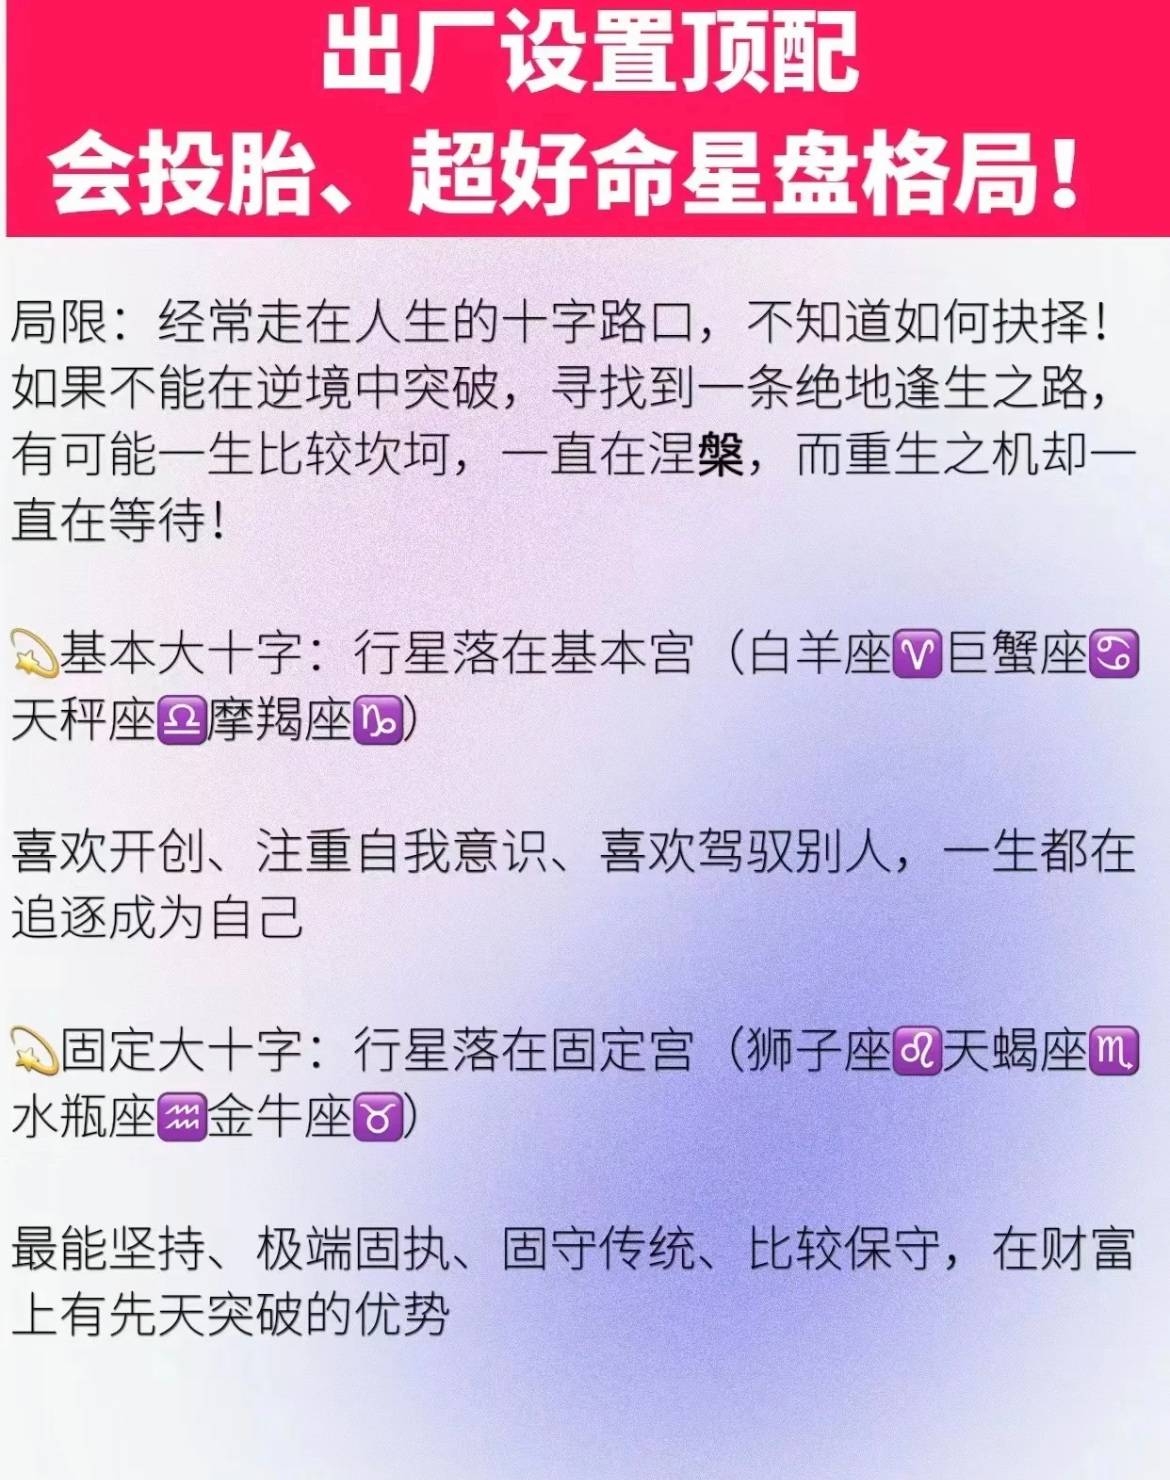 出厂设置顶配
会投胎、超好命星盘格局！
局限：经常走在人生的十字路口，不知道如何抉择！
如果不能在逆境中突破，寻找到一条绝地逢生之路，
有可能一生比较坎坷，一直在涅槃，而重生之机却一
直在等待！
💫基本大十字：行星落在基本宫（白羊座♈巨蟹座♋
天秤座♎摩羯座♑）
喜欢开创、注重自我意识、喜欢驾驭别人，一生都在
追逐成为自己
💫固定大十字：行星落在固定宫（狮子座♌天蝎座♏
水瓶座♒金牛座♉）
最能坚持、极端固执、固守传统、比较保守，在财富
上有先天突破的优势